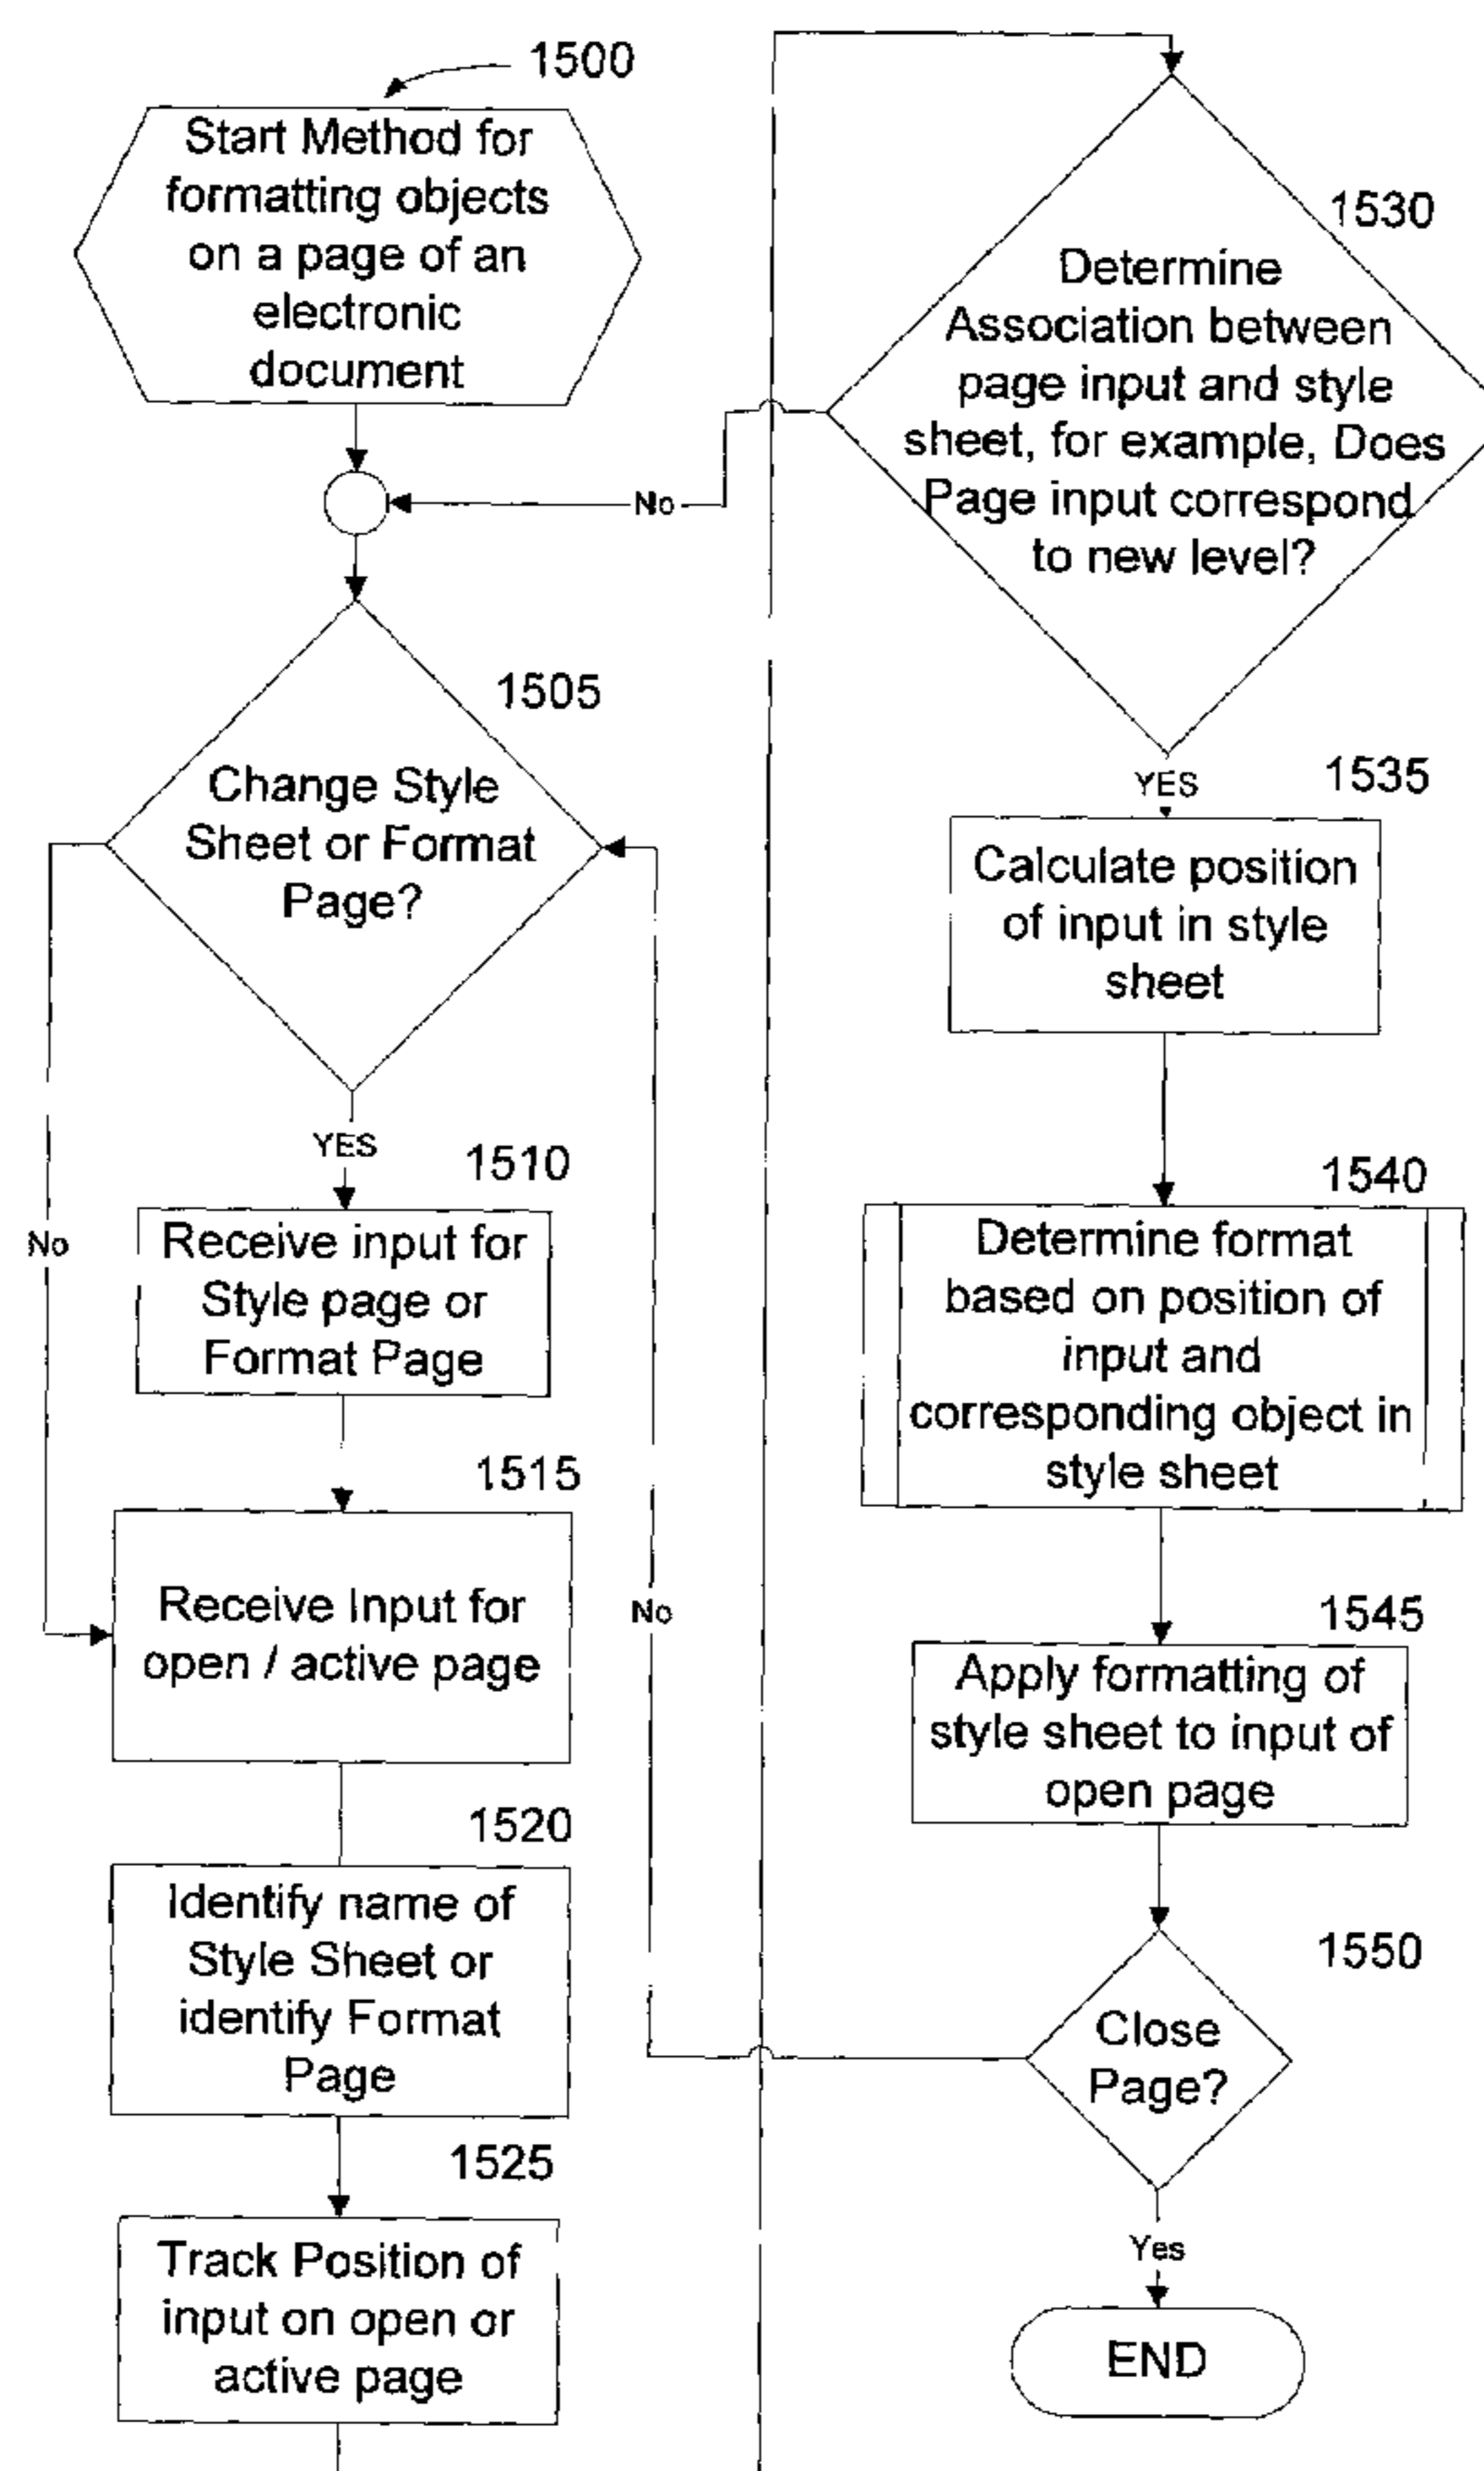 1500
Start Method for
formatting objects
on a page of an
electronic
document
No
1505
Change Style
Sheet or Format
Page?
YES
1510
No
Receive input for
Style page or
Format Page
1515
Receive Input for
open / active page
No
1520
Identify name of
Style Sheet or
identify Format
Page
1525
Track Position of
input on open or
active page
1530
Determine
Association between
page input and style
sheet, for example, Does
Page input correspond
to new level?
YES
1535
Calculate position
of input in style
sheet
1540
Determine format
based on position of
input and
corresponding object in
style sheet
1545
Apply formatting of
style sheet to input of
open page
1550
Close
Page?
Yes
END